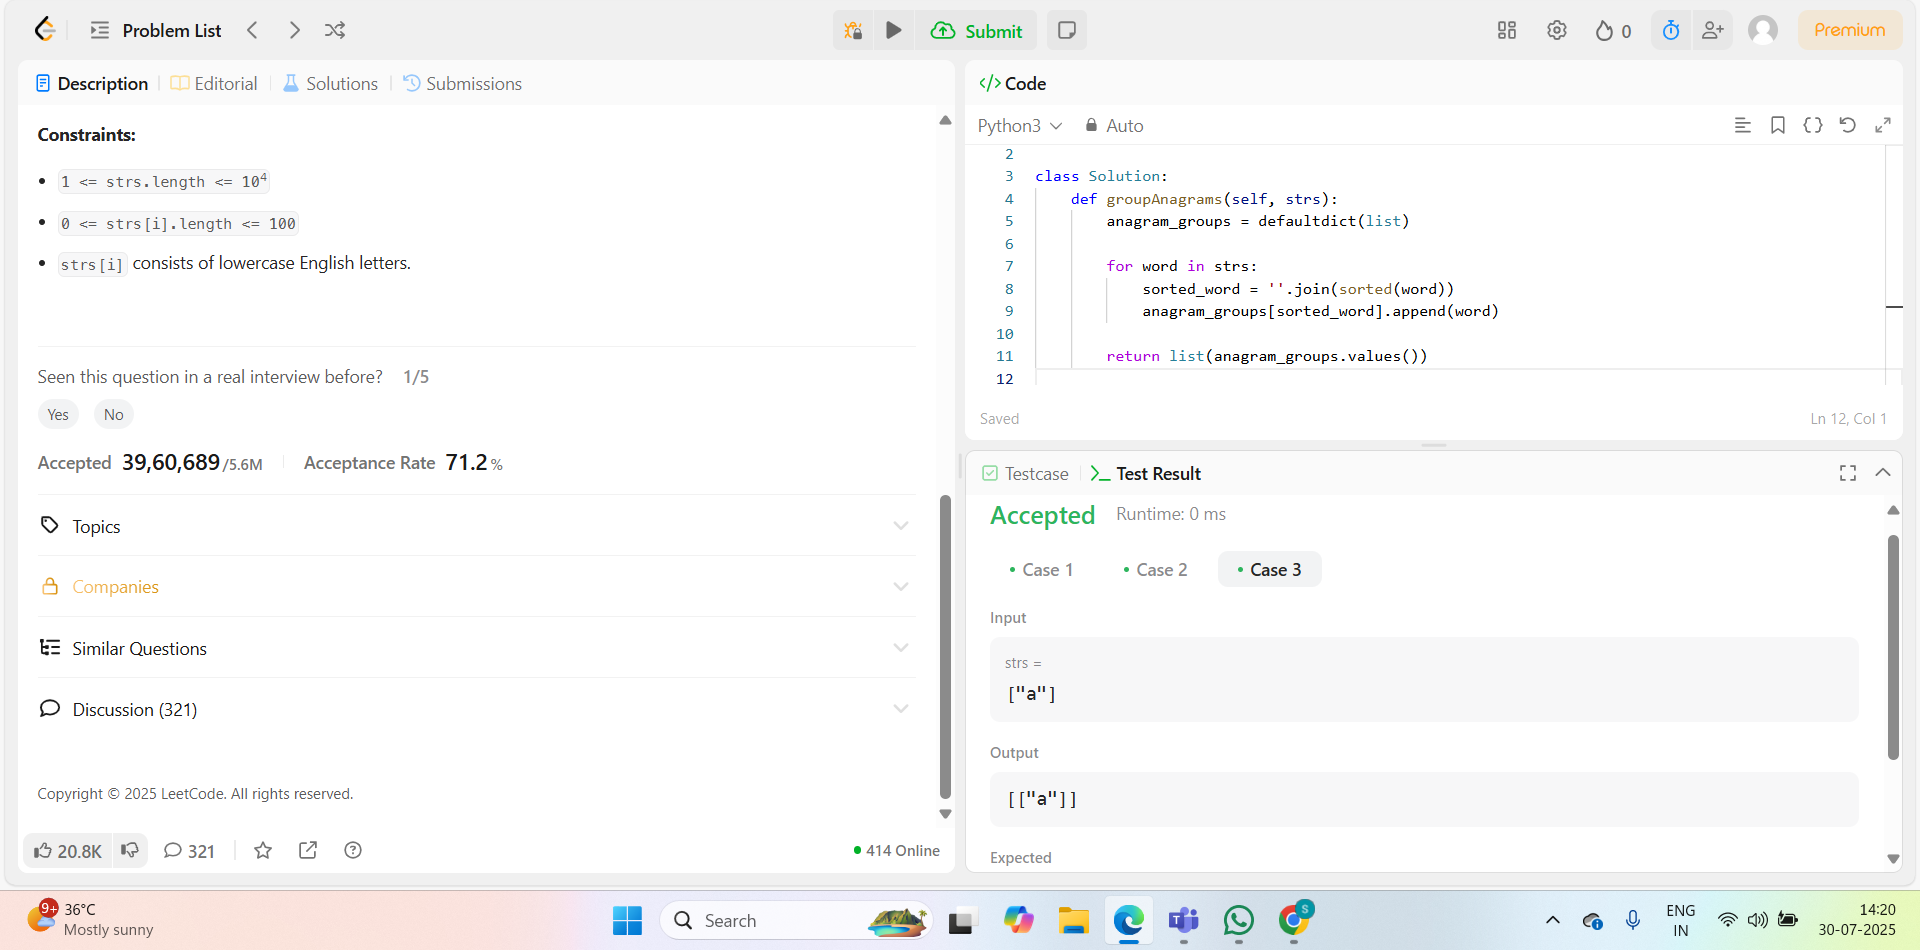 Problem List
Submit
0
Premium
Description
Editorial
Solutions
Submissions
Constraints:
1 <= strs.length <= 10⁴
0 <= strs[i].length <= 100
strs[i] consists of lowercase English letters.
Seen this question in a real interview before? 1/5
Yes
No
Accepted 39,60,689/5.6M
Acceptance Rate 71.2%
Topics
Companies
Similar Questions
Discussion (321)
Copyright © 2025 LeetCode. All rights reserved.
20.8K
321
414 Online
</> Code
Python3
Auto
2
3 class Solution:
4     def groupAnagrams(self, strs):
5         anagram_groups = defaultdict(list)
6
7         for word in strs:
8             sorted_word = ''.join(sorted(word))
9             anagram_groups[sorted_word].append(word)
10
11         return list(anagram_groups.values())
12
Saved
Ln 12, Col 1
Testcase
Test Result
Accepted
Runtime: 0 ms
Case 1
Case 2
Case 3
Input
strs =
["a"]
Output
[["a"]]
Expected
9+
36°C
Mostly sunny
Search
S
ENG
IN
14:20
30-07-2025